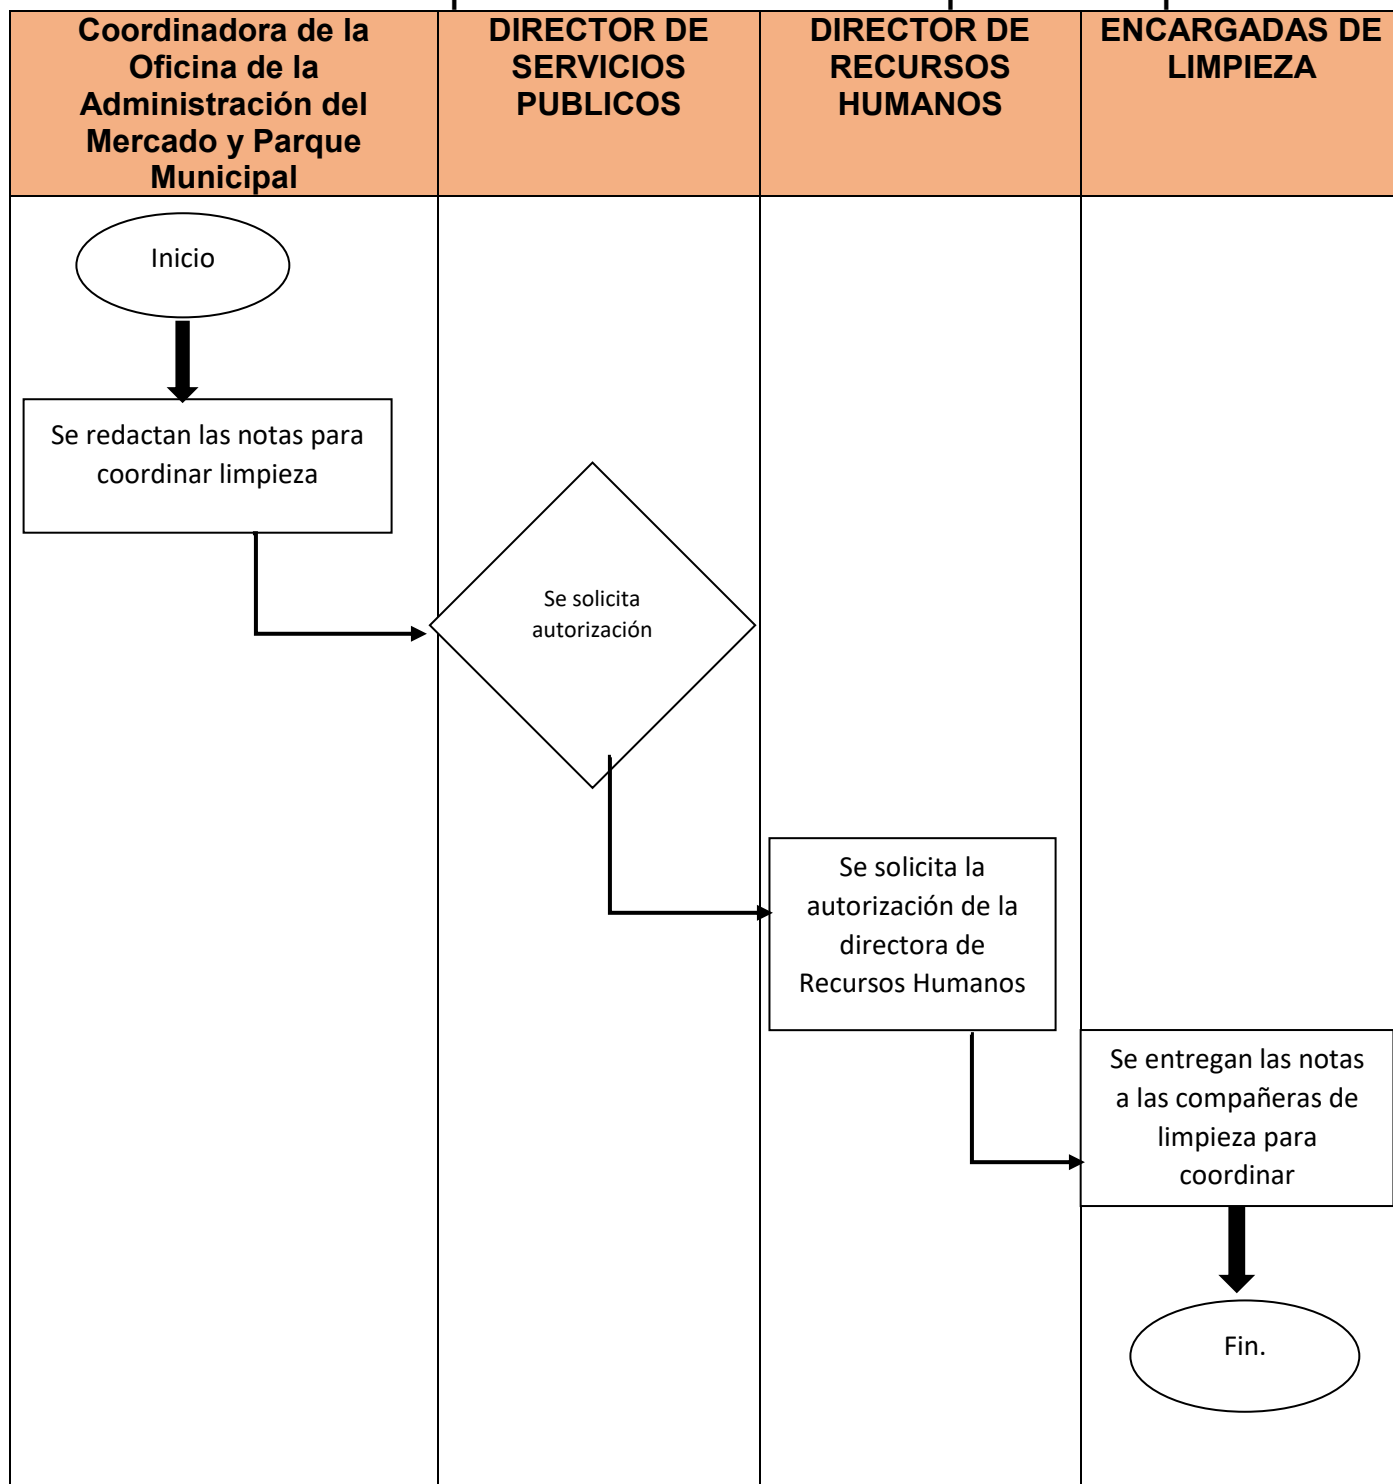 Coordinadora de la
Oficina de la
Administración del
Mercado y Parque
Municipal
DIRECTOR DE
SERVICIOS
PUBLICOS
DIRECTOR DE
RECURSOS
HUMANOS
ENCARGADAS DE
LIMPIEZA
Inicio
Se redactan las notas para
coordinar limpieza
Se solicita
autorización
Se solicita la
autorización de la
directora de
Recursos Humanos
Se entregan las notas
a las compañeras de
limpieza para
coordinar
Fin.